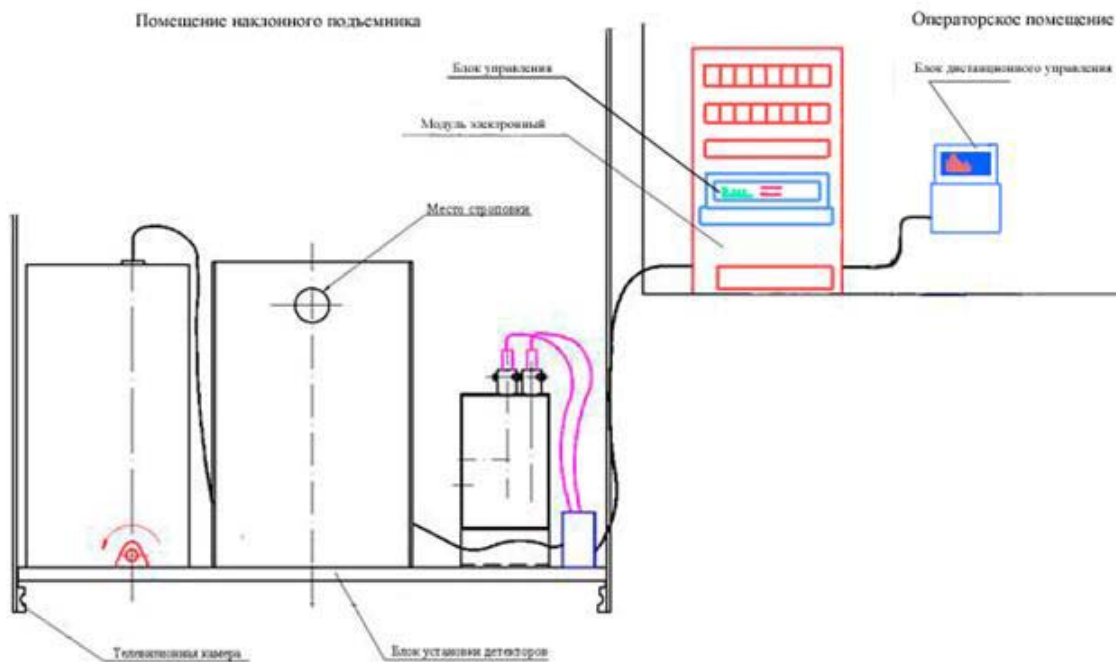 Помещение наклонного подъемника
Операторское помещение
Блок управления
Блок дистанционного управления
Модуль электронный
Место строповки
Телевизионная камера
Блок установки детекторов